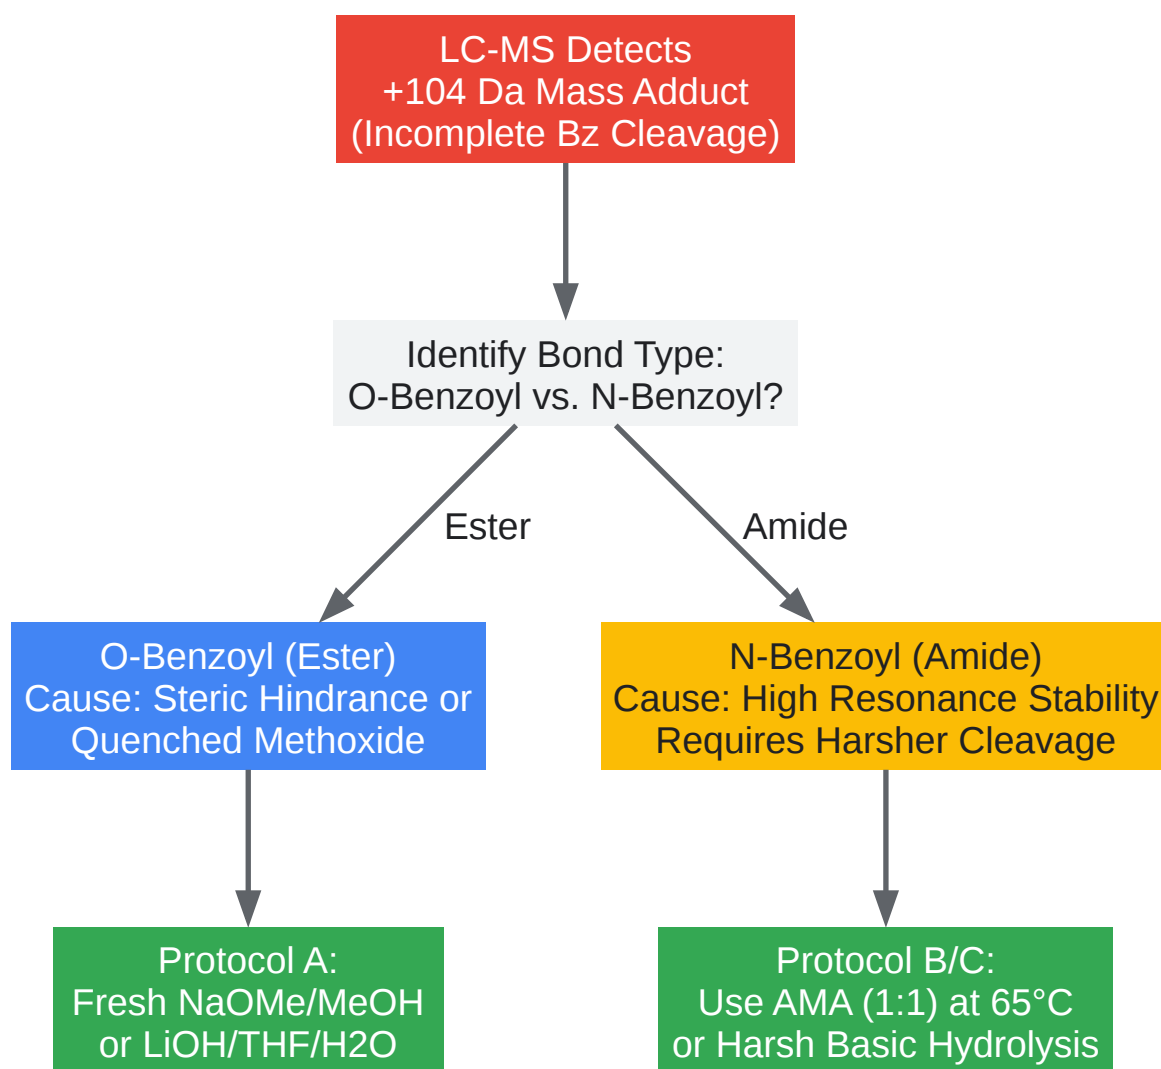 LC-MS Detects
+104 Da Mass Adduct
(Incomplete Bz Cleavage)
Identify Bond Type:
O-Benzoyl vs. N-Benzoyl?
Ester
Amide
O-Benzoyl (Ester)
Cause: Steric Hindrance or
Quenched Methoxide
N-Benzoyl (Amide)
Cause: High Resonance Stability
Requires Harsher Cleavage
Protocol A:
Fresh NaOMe/MeOH
or LiOH/THF/H2O
Protocol B/C:
Use AMA (1:1) at 65°C
or Harsh Basic Hydrolysis